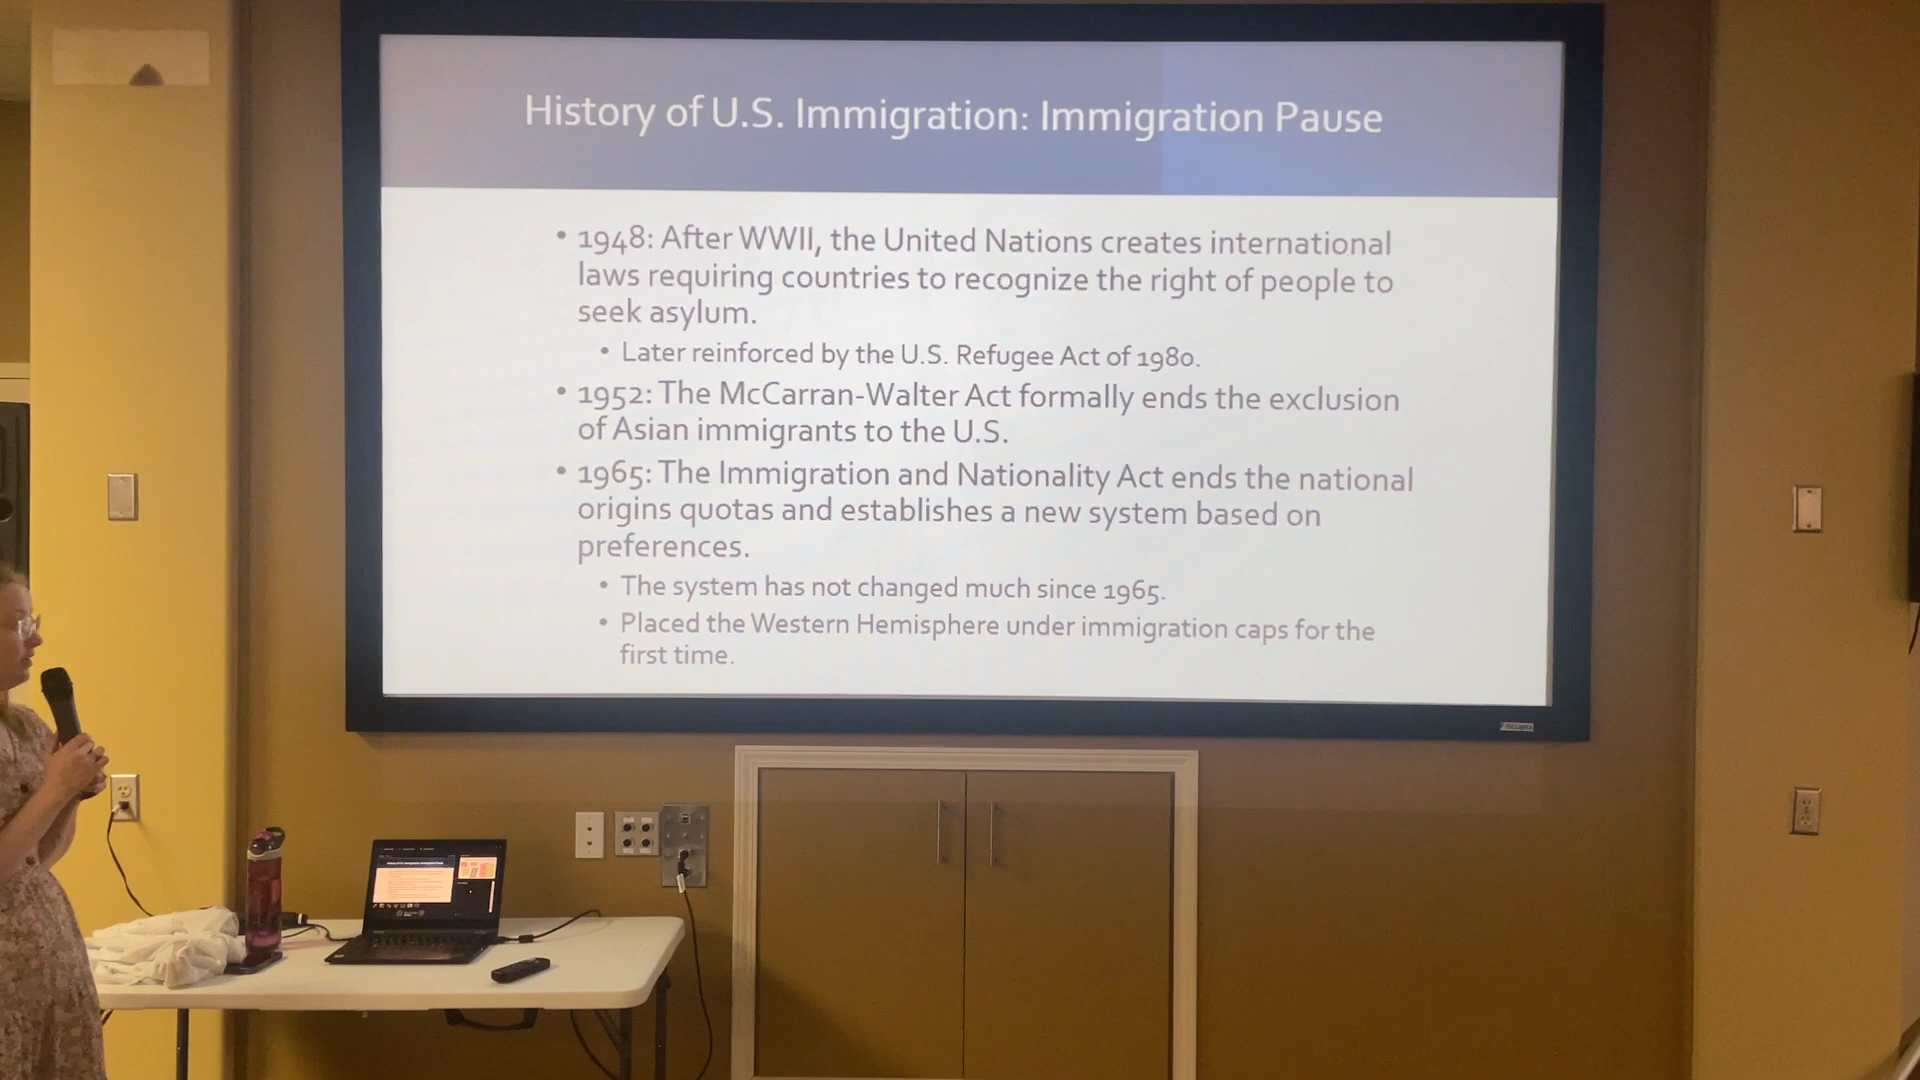 History of U.S. Immigration: Immigration Pause
• 1948: After WWII, the United Nations creates international
laws requiring countries to recognize the right of people to
seek asylum.
• Later reinforced by the U.S. Refugee Act of 1980.
• 1952: The McCarran-Walter Act formally ends the exclusion
of Asian immigrants to the U.S.
• 1965: The Immigration and Nationality Act ends the national
origins quotas and establishes a new system based on
preferences.
• The system has not changed much since 1965.
• Placed the Western Hemisphere under immigration caps for the
first time.